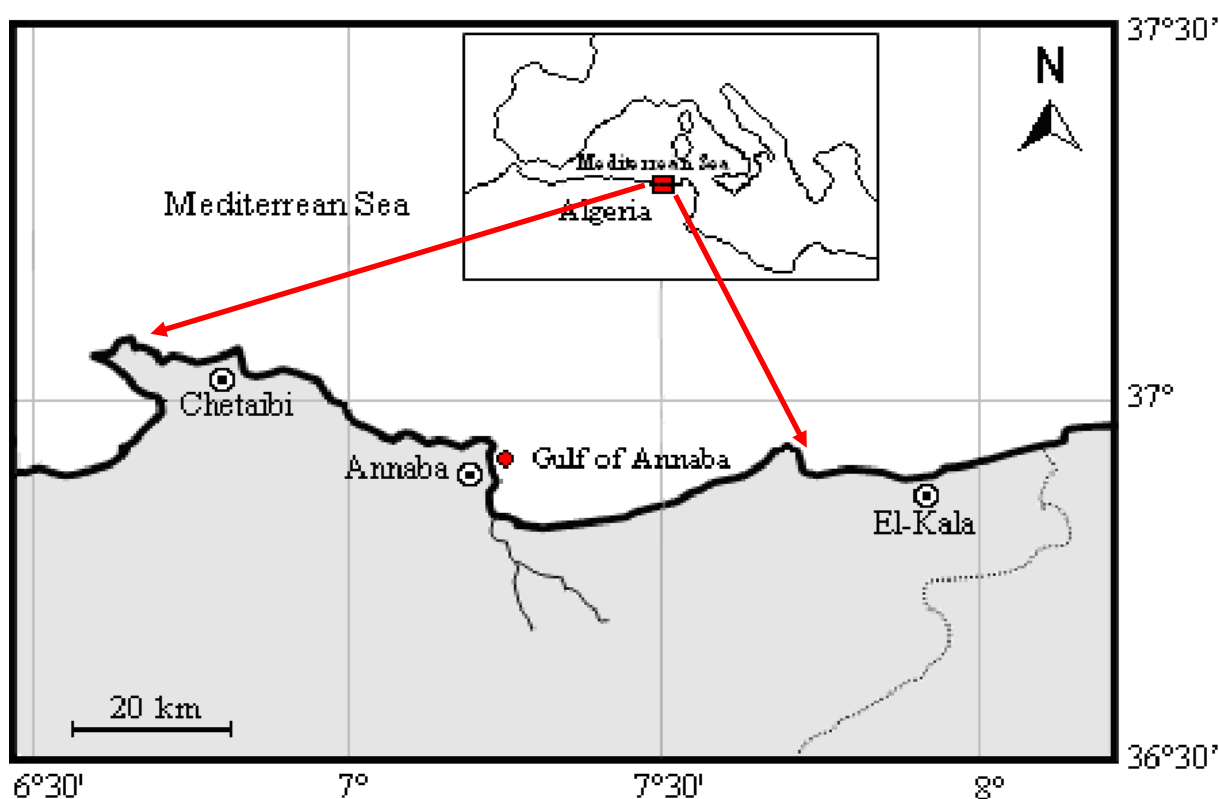 37°30'
N
Mediterrean Sea
Algeria
Mediterrean Sea
Chetaibi
37°
Annaba
Gulf of Annaba
El-Kala
20 km
36°30'
6°30'
7°
7°30'
8°